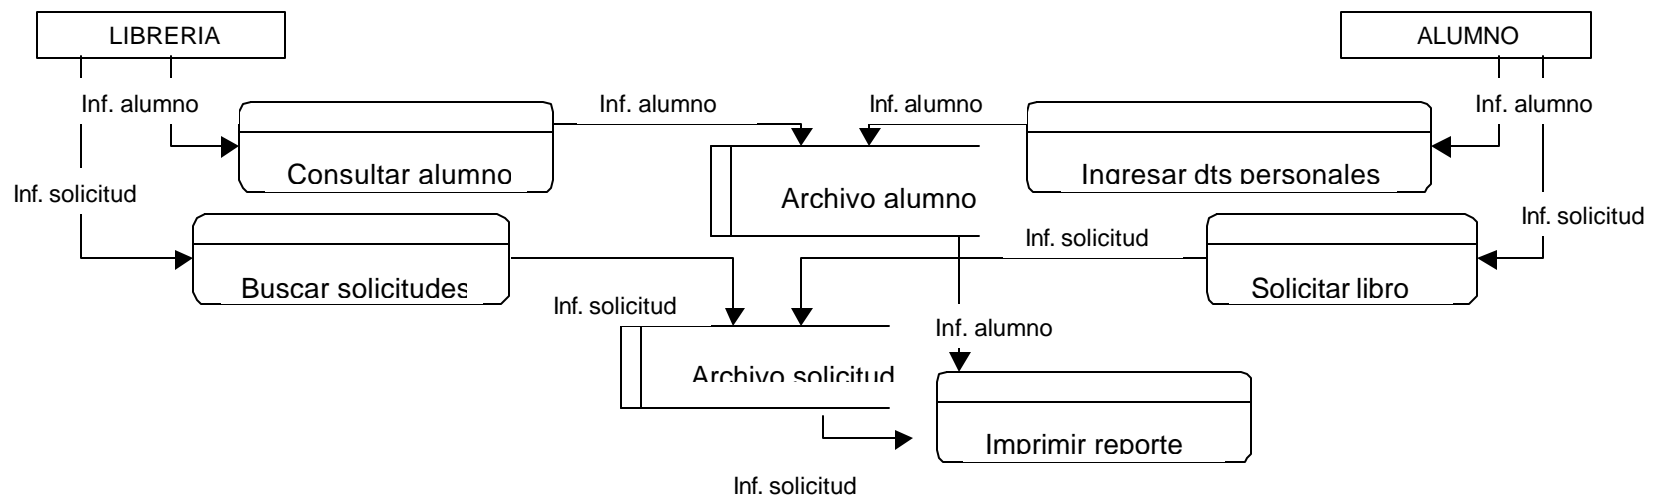 LIBRERIA
ALUMNO
Inf. alumno
Inf. alumno
Inf. alumno
Inf. alumno
Consultar alumno
Ingresar dts personales
Inf. solicitud
Archivo alumno
Inf. solicitud
Inf. solicitud
Buscar solicitudes
Solicitar libro
Inf. solicitud
Inf. alumno
Archivo solicitud
Imprimir reporte
Inf. solicitud